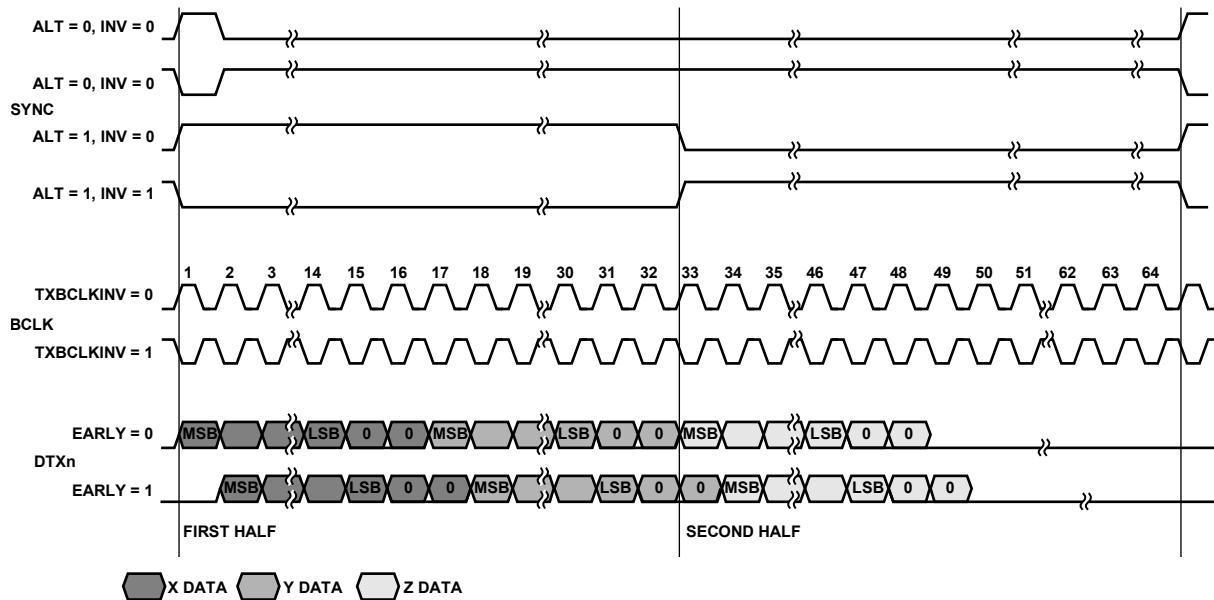 ALT = 0, INV = 0
ALT = 0, INV = 0
SYNC
ALT = 1, INV = 0
ALT = 1, INV = 1
1 2 3 14 15 16 17 18 19 30 31 32 33 34 35 46 47 48 49 50 51 62 63 64
TXBCLKINV = 0
BCLK
TXBCLKINV = 1
EARLY = 0 MSB LSB 0 0 MSB LSB 0 0 MSB LSB 0 0
DTXn
EARLY = 1 MSB LSB 0 0 MSB LSB 0 0 MSB LSB 0 0
FIRST HALF SECOND HALF
X DATA Y DATA Z DATA